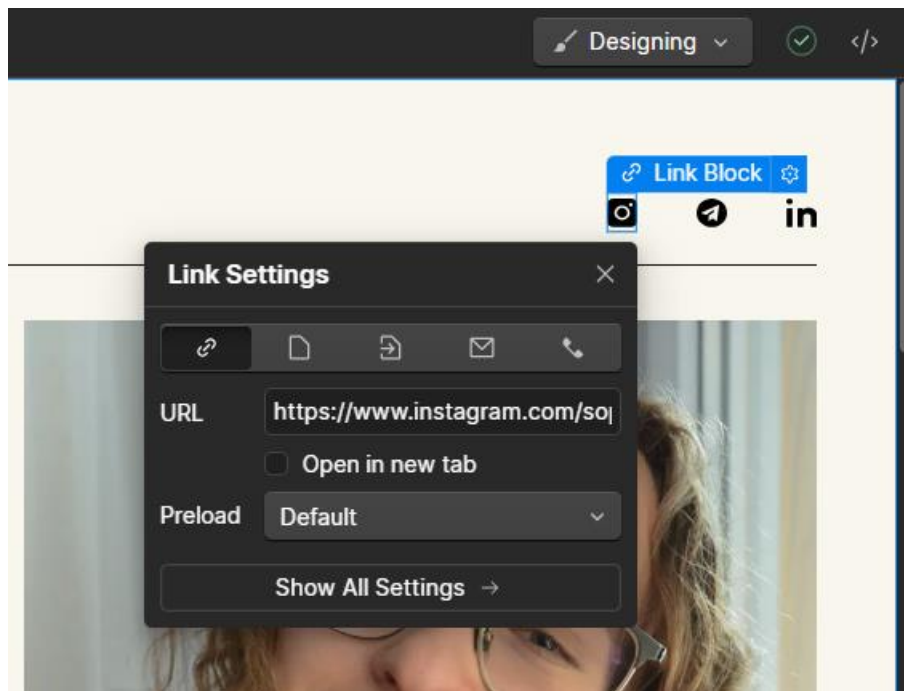 Designing
Link Block
in
Link Settings
URL
https://www.instagram.com/so
Open in new tab
Preload
Default
Show All Settings